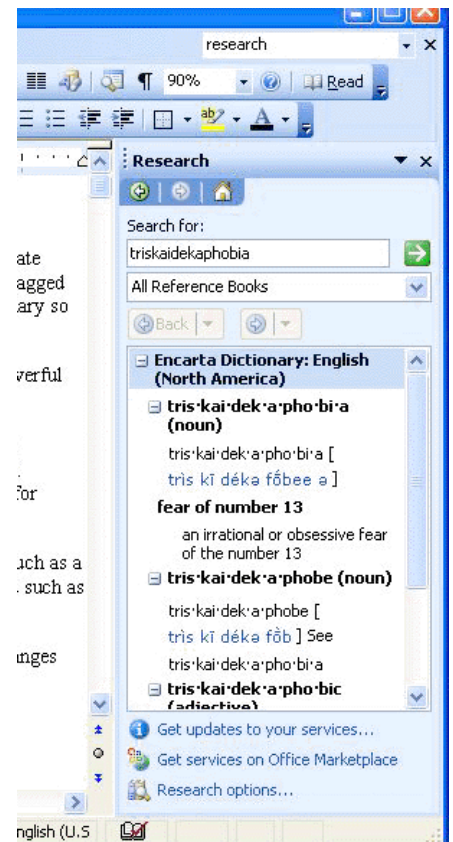 research
90%
Read
Research
Search for:
triskaidekaphobia
All Reference Books
Back
Encarta Dictionary: English
(North America)
tris·kai·dek·a·pho·bi·a
(noun)
tris·kai·dek·a·pho·bi·a [
trìs kī dékə fṓbee ə ]
fear of number 13
an irrational or obsessive fear
of the number 13
tris·kai·dek·a·phobe (noun)
tris·kai·dek·a·phobe [
trìs kī dékə fṑb ] See
tris·kai·dek·a·pho·bi·a
tris·kai·dek·a·pho·bic
(adjective)
Get updates to your services...
Get services on Office Marketplace
Research options...
ate
agged
ary so
verful
for
uch as a
. such as
anges
nglish (U.S